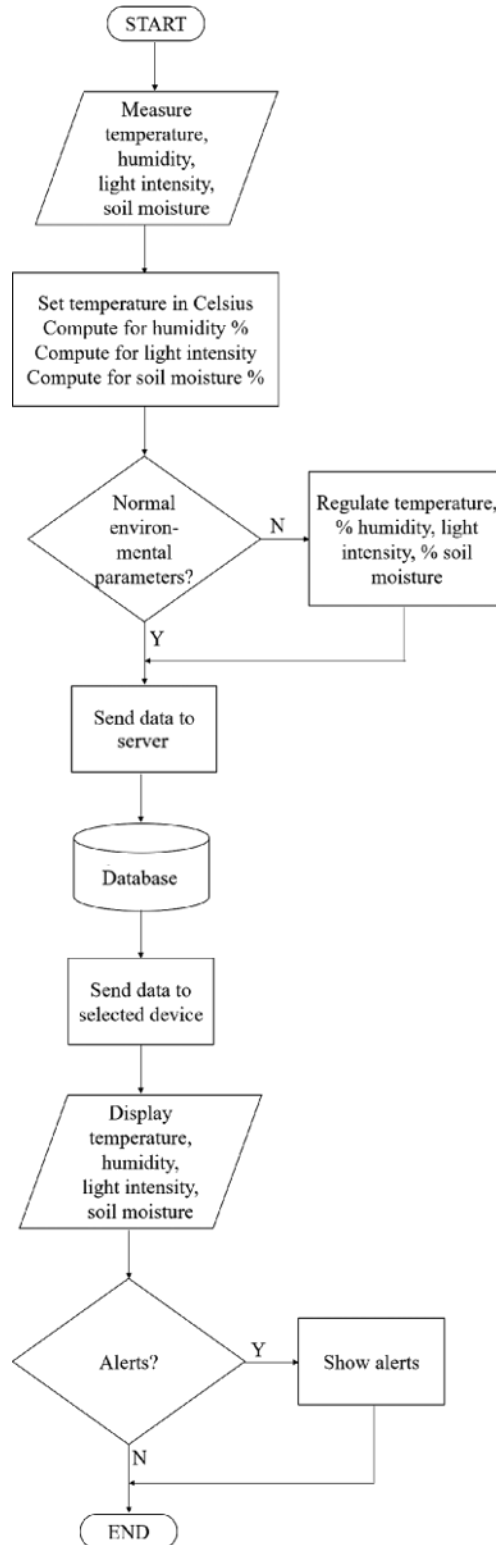 START
Measure
temperature,
humidity,
light intensity,
soil moisture
Set temperature in Celsius
Compute for humidity %
Compute for light intensity
Compute for soil moisture %
Normal
environ-
mental
parameters?
N
Regulate temperature,
% humidity, light
intensity, % soil
moisture
Y
Send data to
server
Database
Send data to
selected device
Display
temperature,
humidity,
light intensity,
soil moisture
Alerts?
Y
Show alerts
N
END